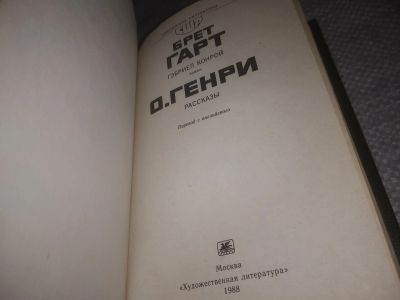 БРЕТ
ГАРТ
ГЭБРИЕЛ КОНРОЙ
О.ГЕНРИ
РАССКАЗЫ
Перевод с английского
Москва
«Художественная литература»
1988